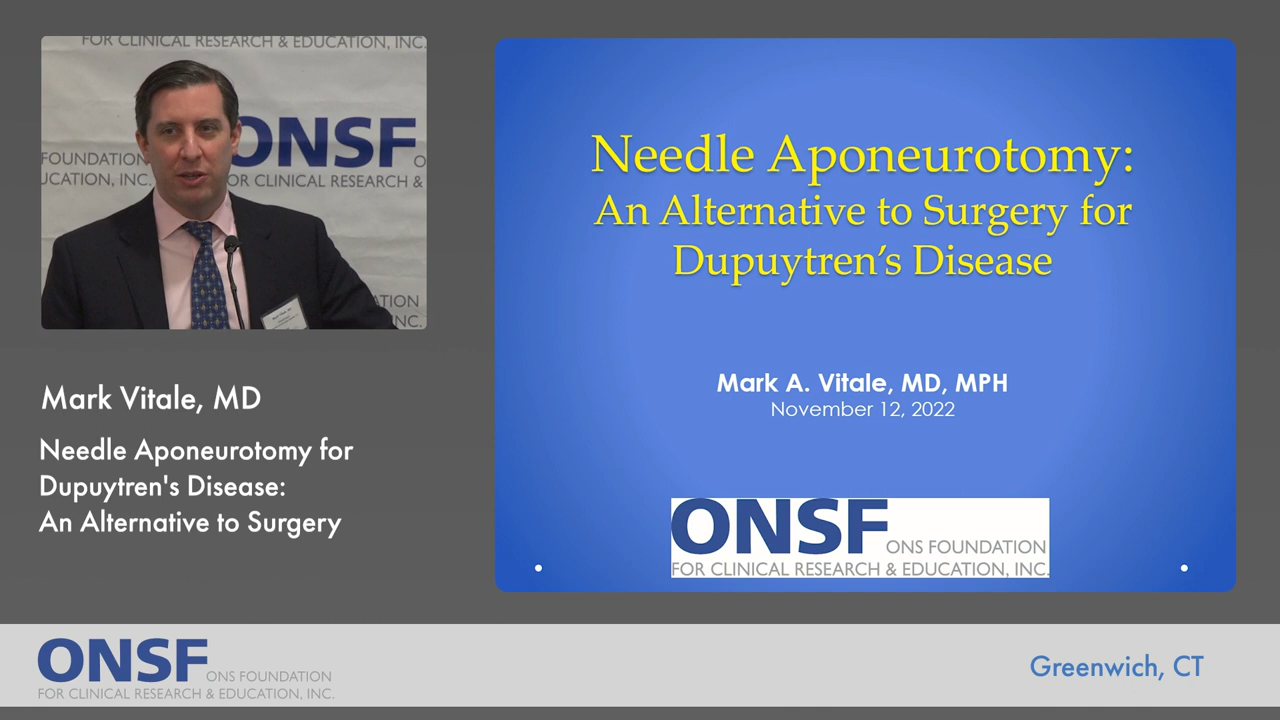 FOR CLINICAL RESEARCH & EDUCATION, INC.
ONSF
FOUNDATION
UCATION, INC.
FOR CLINICAL RESEARCH &
ATION
INC.
Mark Vitale, MD
Needle Aponeurotomy for
Dupuytren's Disease:
An Alternative to Surgery
Needle Aponeurotomy:
An Alternative to Surgery for
Dupuytren’s Disease
Mark A. Vitale, MD, MPH
November 12, 2022
ONSF ONS FOUNDATION
FOR CLINICAL RESEARCH & EDUCATION, INC.
ONSF ONS FOUNDATION
FOR CLINICAL RESEARCH & EDUCATION, INC.
Greenwich, CT